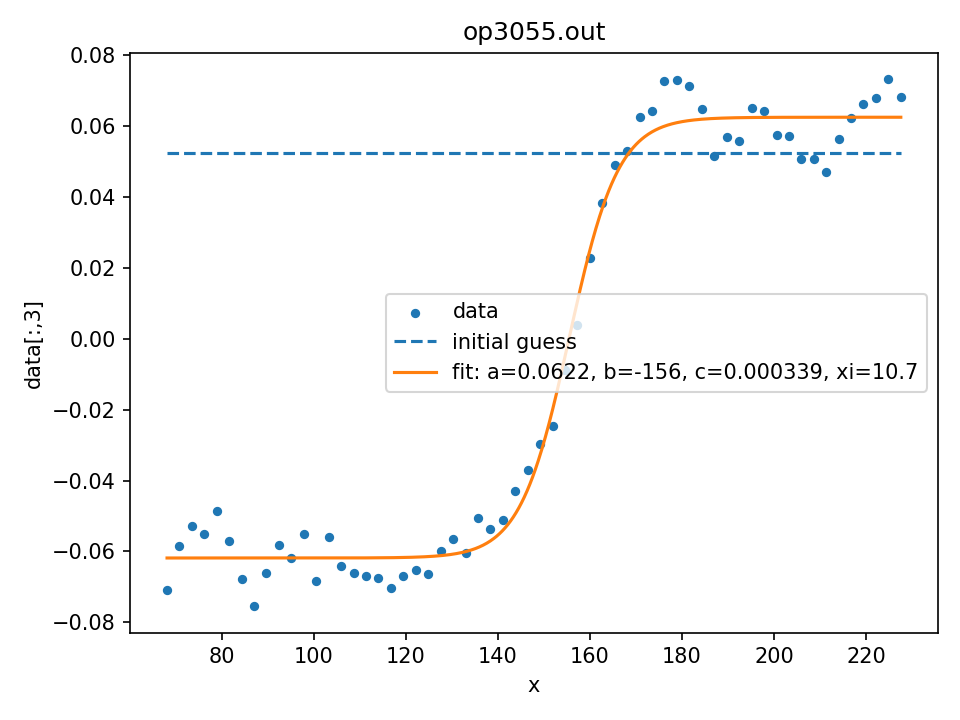 op3055.out
0.08
0.06
0.04
0.02
0.00
−0.02
−0.04
−0.06
−0.08
data[:,3]
data
initial guess
fit: a=0.0622, b=-156, c=0.000339, xi=10.7
80 100 120 140 160 180 200 220
x